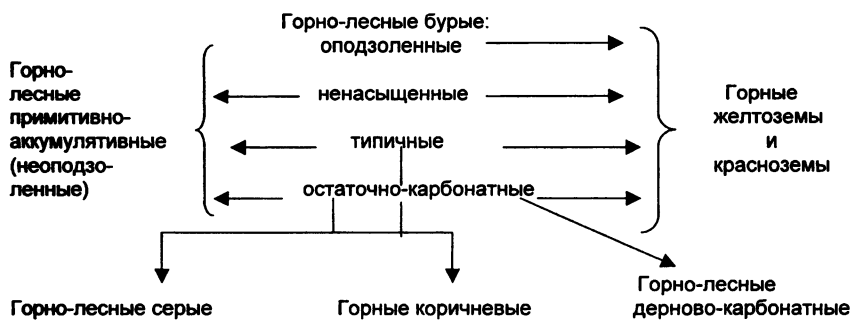 Горно-лесные бурые:
оподзоленные
Горно-
лесные
примитивно-
аккумулятивные
(неоподзо-
ленные)
ненасыщенные
типичные
остаточно-карбонатные
Горные
желтоземы
и
красноземы
Горно-лесные серые
Горные коричневые
Горно-лесные
дерново-карбонатные